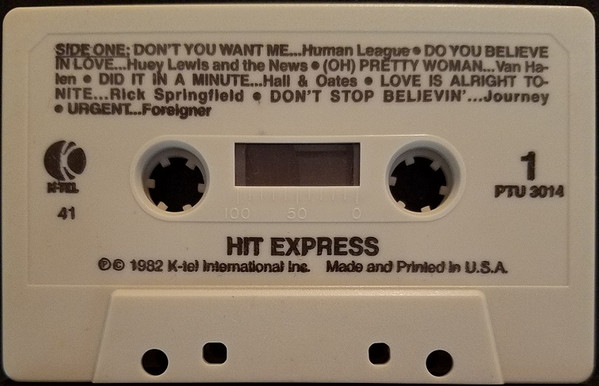 SIDE ONE: DON'T YOU WANT ME...Human League • DO YOU BELIEVE
IN LOVE...Huey Lewis and the News • (OH) PRETTY WOMAN...Van Ha-
len • DID IT IN A MINUTE...Hall & Oates • LOVE IS ALRIGHT TO-
NITE...Rick Springfield • DON'T STOP BELIEVIN'...Journey
• URGENT...Foreigner
K
K-TEL
41
1
PTU 3014
100 50 0
HIT EXPRESS
℗© 1982 K-tel International Inc. Made and Printed in U.S.A.